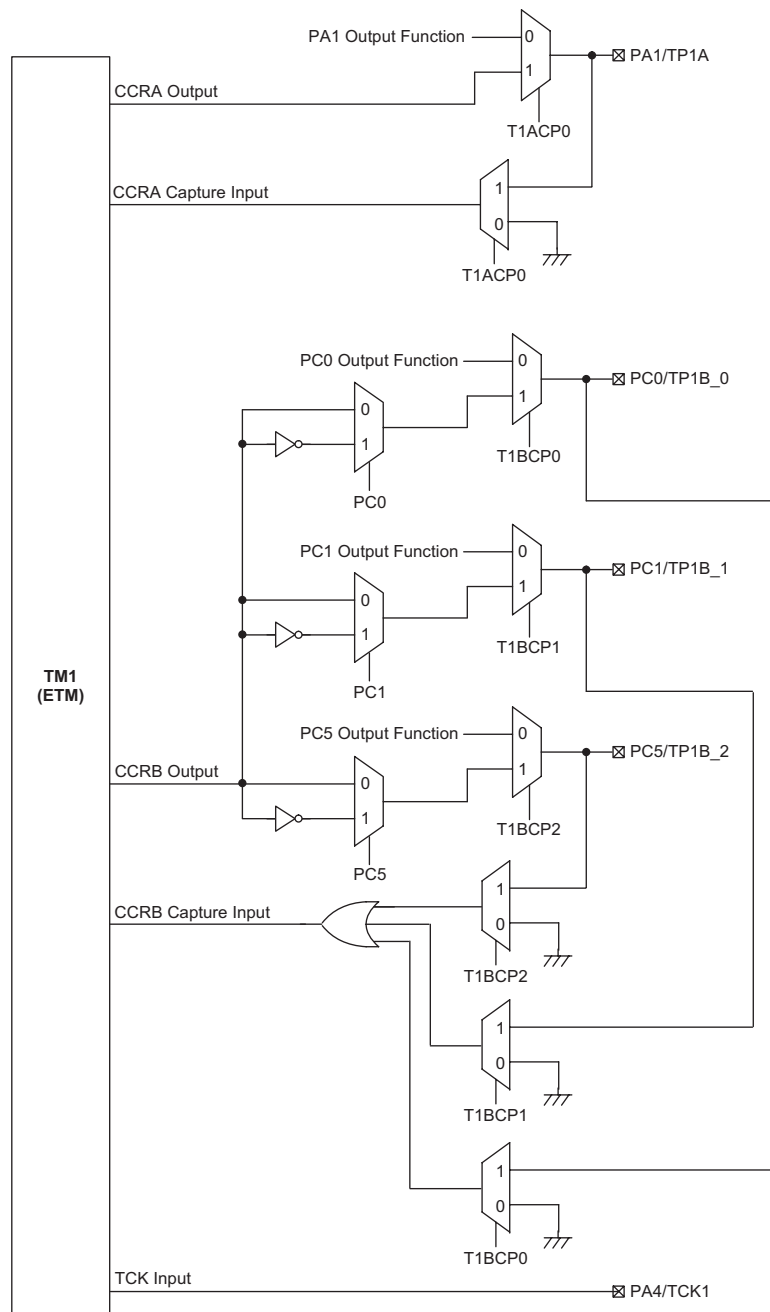 PA1 Output Function
0
1
PA1/TP1A
CCRA Output
T1ACP0
CCRA Capture Input
1
0
T1ACP0
PC0 Output Function
0
1
PC0/TP1B_0
0
1
T1BCP0
PC0
PC1 Output Function
0
1
PC1/TP1B_1
0
1
T1BCP1
PC1
TM1
(ETM)
PC5 Output Function
0
1
PC5/TP1B_2
CCRB Output
0
1
T1BCP2
PC5
CCRB Capture Input
1
0
T1BCP2
1
0
T1BCP1
1
0
T1BCP0
TCK Input
PA4/TCK1